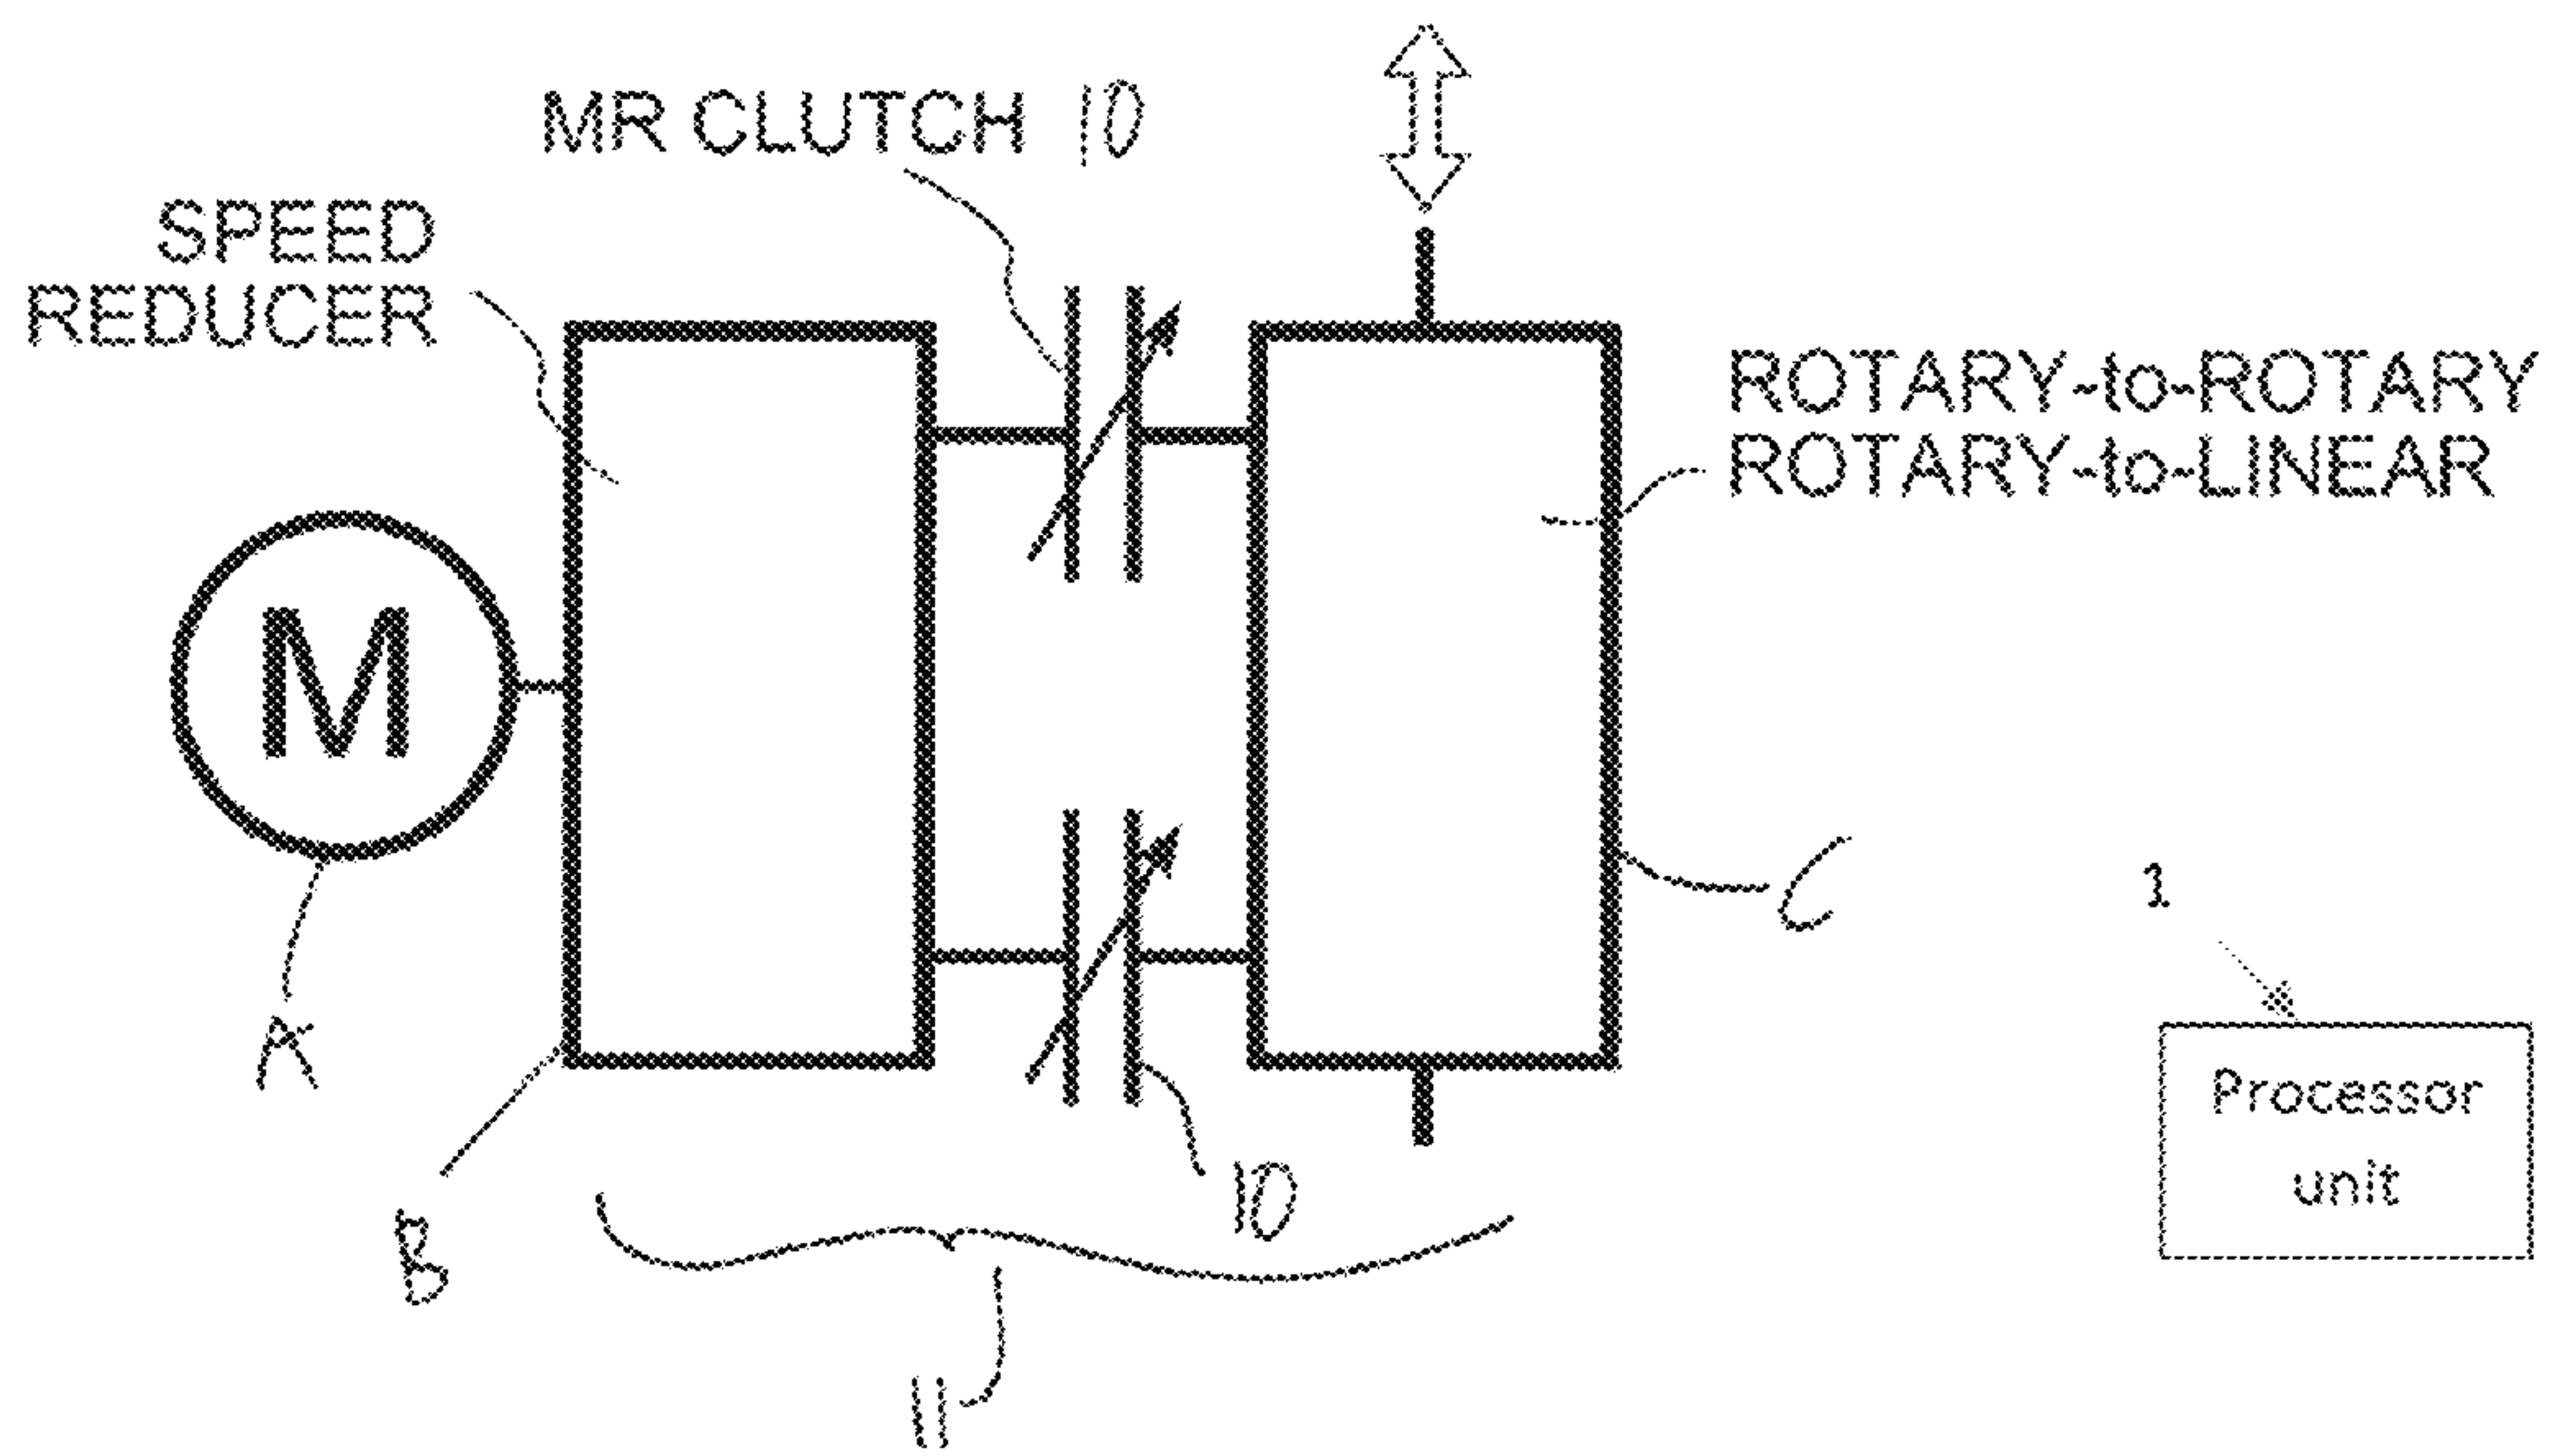 MR CLUTCH 10
SPEED
REDUCER
ROTARY-to-ROTARY
ROTARY-to-LINEAR
M
C
1
A
Processor
unit
B
10
11